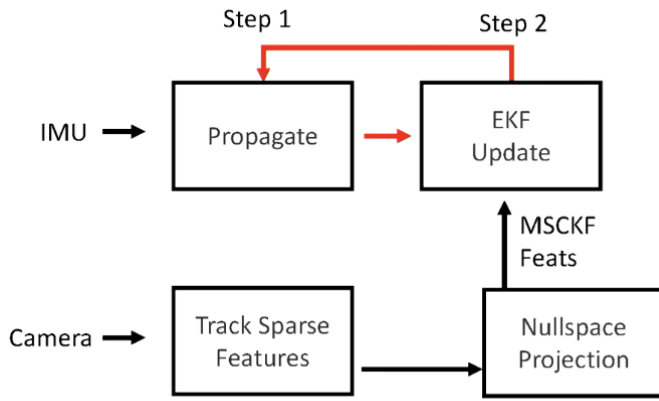 Step 1
Step 2
IMU
Propagate
EKF
Update
MSCKF
Feats
Camera
Track Sparse
Features
Nullspace
Projection